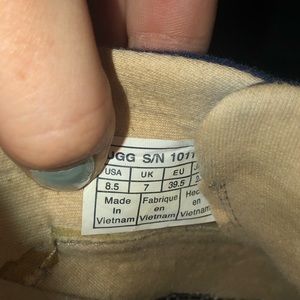 UGG S/N 1011
USA UK EU
8.5 7 39.5
Made Fabrique
in en en
Vietnam Vietnam Vietnam